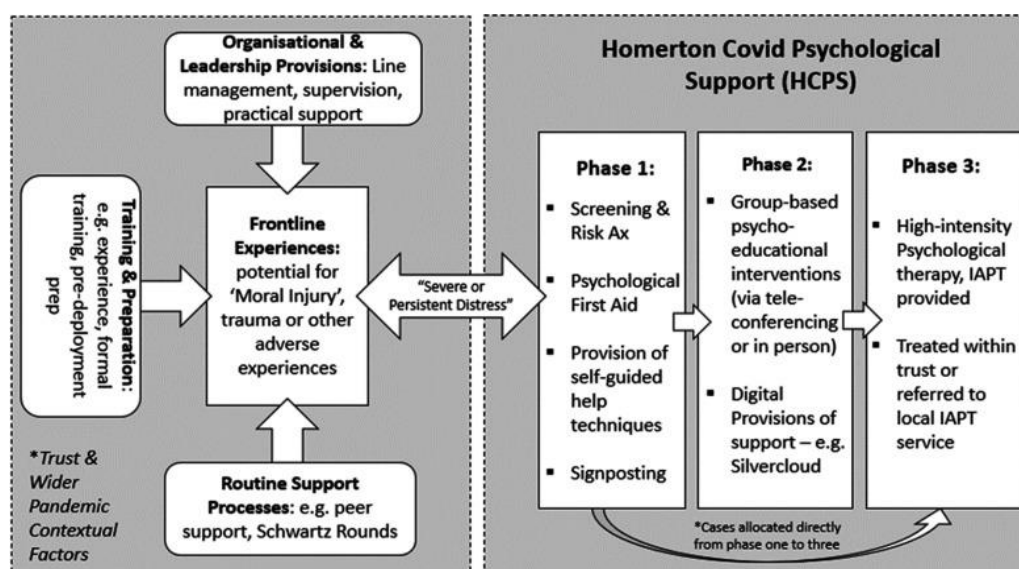 Organisational &
Leadership Provisions: Line
management, supervision,
practical support
Training & Preparation:
e.g. experience, formal
training, pre-deployment
prep
Frontline
Experiences:
potential for
‘Moral Injury’,
trauma or other
adverse
experiences
“Severe or
Persistent Distress”
Routine Support
Processes: e.g. peer
support, Schwartz Rounds
*Trust &
Wider
Pandemic
Contextual
Factors
Homerton Covid Psychological
Support (HCPS)
Phase 1:
▪ Screening &
Risk Ax
▪ Psychological
First Aid
▪ Provision of
self-guided
help
techniques
▪ Signposting
Phase 2:
▪ Group-based
psycho-
educational
interventions
(via tele-
conferencing
or in person)
▪ Digital
Provisions of
support – e.g.
Silvercloud
Phase 3:
▪ High-intensity
Psychological
therapy, IAPT
provided
▪ Treated within
trust or
referred to
local IAPT
service
*Cases allocated directly
from phase one to three